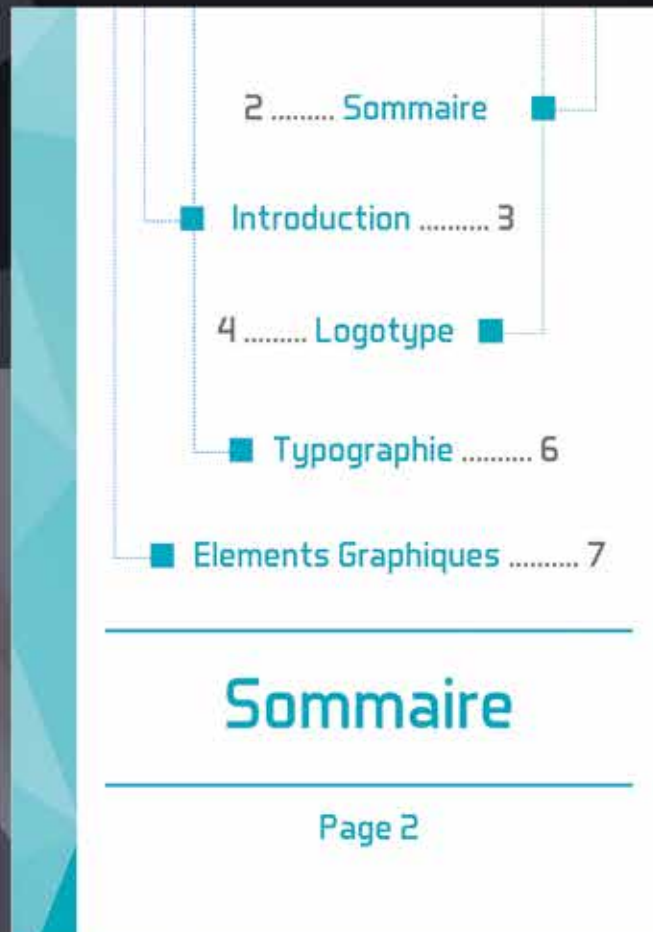 2 ......... Sommaire
Introduction .......... 3
4 ......... Logotype
Typographie .......... 6
Elements Graphiques .......... 7
Sommaire
Page 2